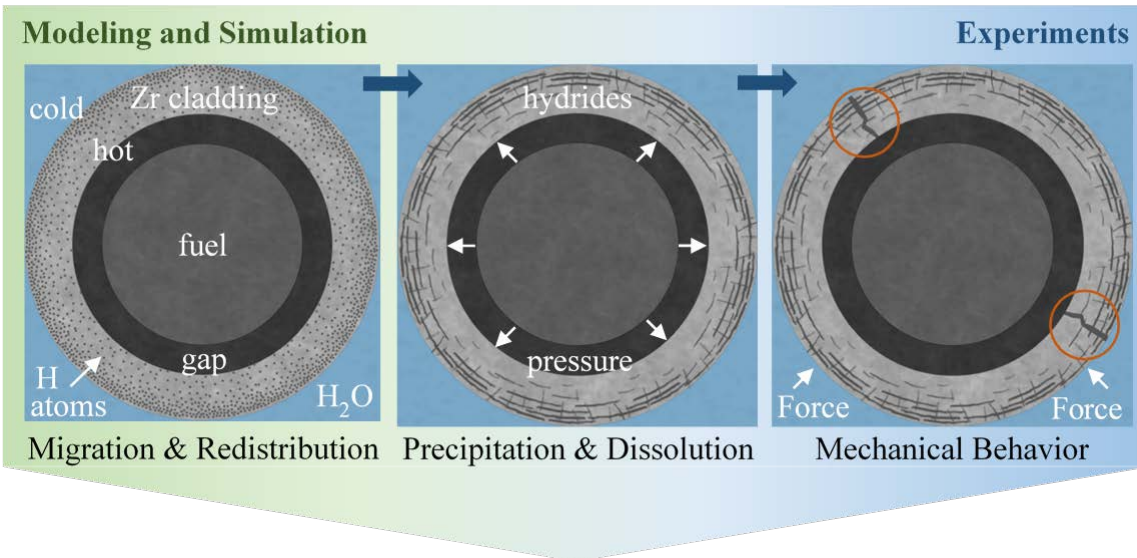 Modeling and Simulation
Experiments
cold
Zr cladding
hot
fuel
gap
H
atoms
H₂O
hydrides
pressure
Force
Force
Migration & Redistribution
Precipitation & Dissolution
Mechanical Behavior